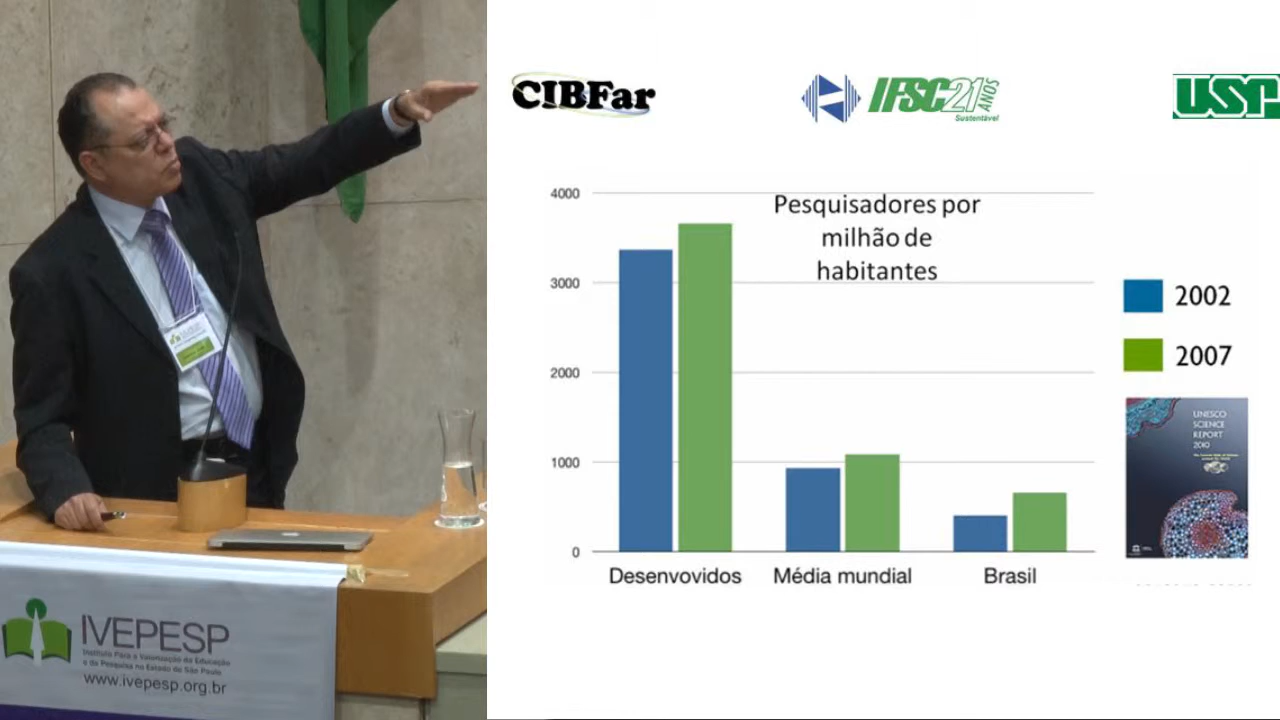 CIBFar
IFSC21
ANOS
Sustentável
USP
4000
3000
2000
1000
0
Pesquisadores por
milhão de
habitantes
2002
2007
Desenvovidos
Média mundial
Brasil
UNESCO
SCIENCE
REPORT
2010
IVEPESP
Instituto Para a Valorização da Educação
e da Pesquisa no Estado de São Paulo
www.ivepesp.org.br